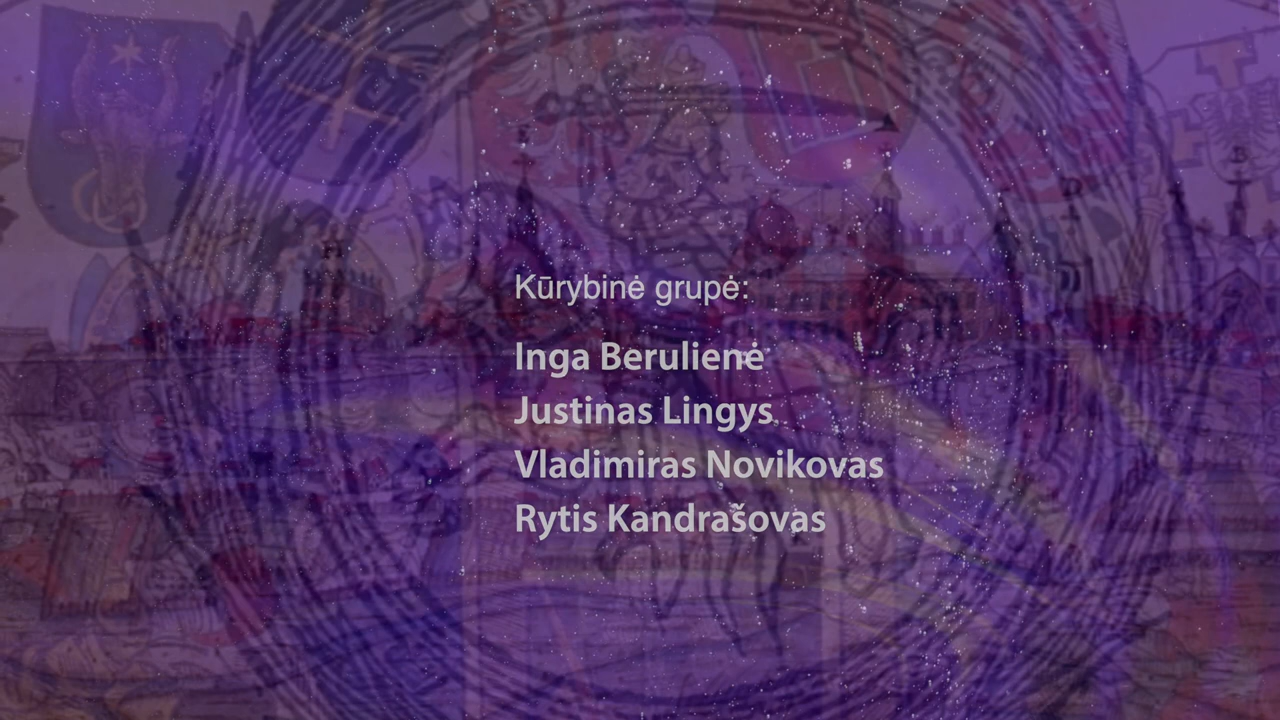 Kūrybinė grupė:
Inga Berulienė
Justinas Lingys
Vladimiras Novikovas
Rytis Kandrašovas